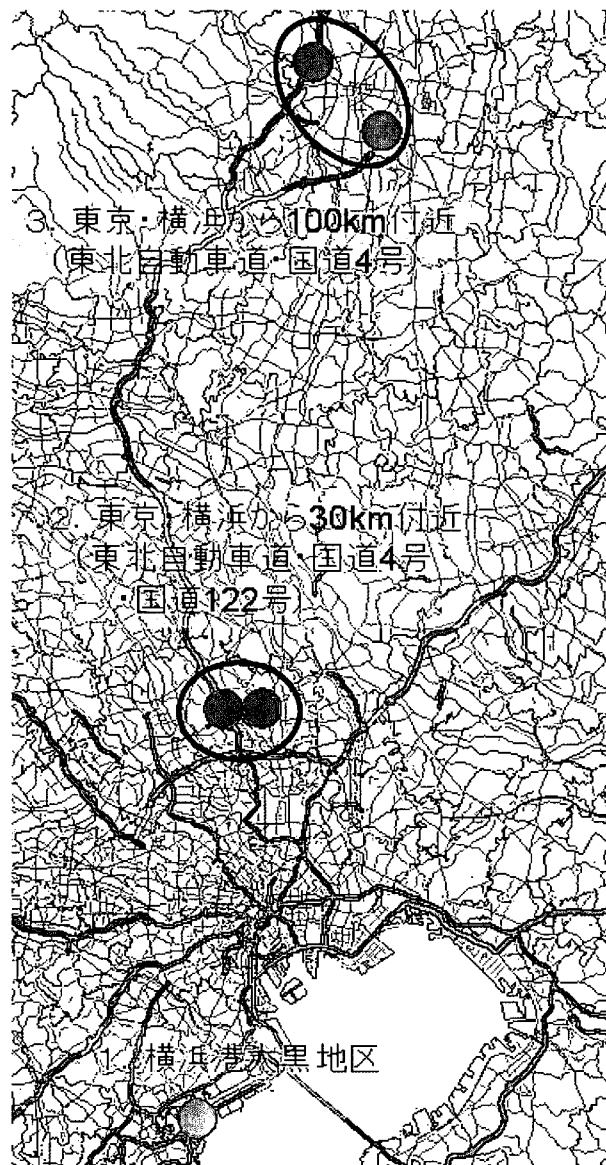 3. 東京・横浜から100km付近
(東北自動車道・国道4号)
2. 東京・横浜から30km付近
(東北自動車道・国道4号
・国道122号)
1. 横浜港大黒地区